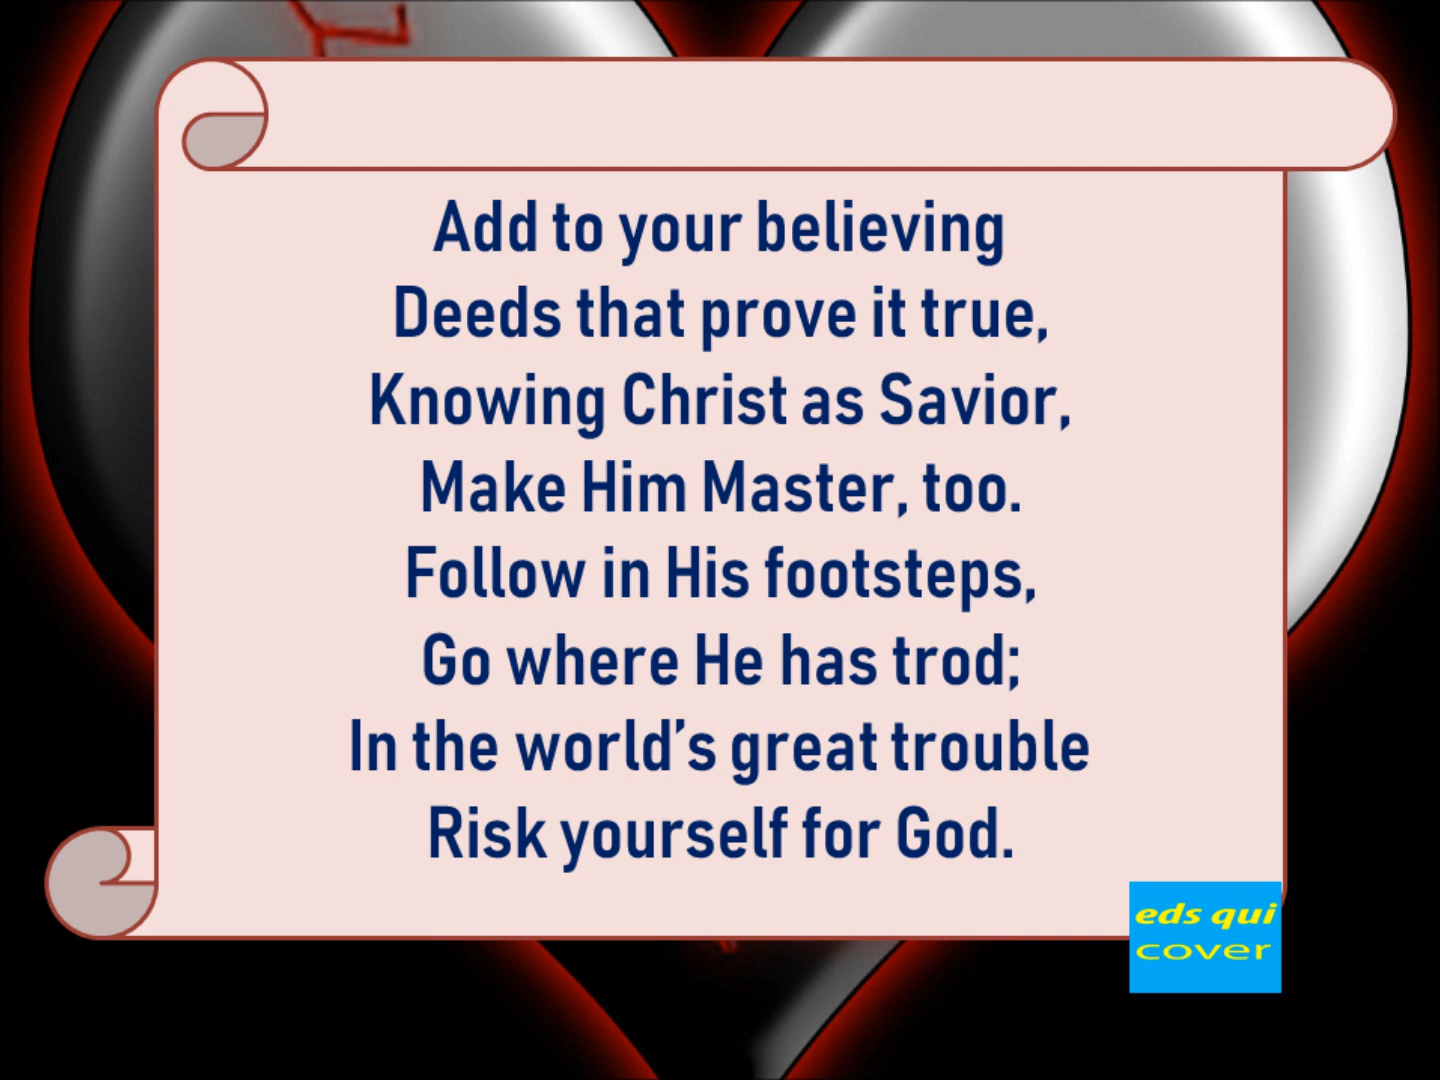 Add to your believing
Deeds that prove it true,
Knowing Christ as Savior,
Make Him Master, too.
Follow in His footsteps,
Go where He has trod;
In the world’s great trouble
Risk yourself for God.
eds qui
cover